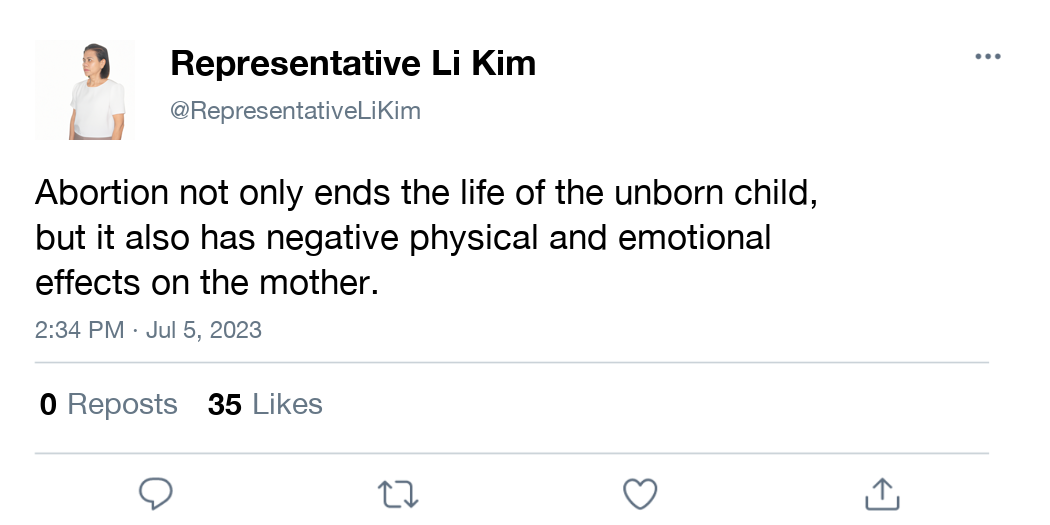 Representative Li Kim
@RepresentativeLiKim
Abortion not only ends the life of the unborn child,
but it also has negative physical and emotional
effects on the mother.
2:34 PM · Jul 5, 2023
0 Reposts 35 Likes